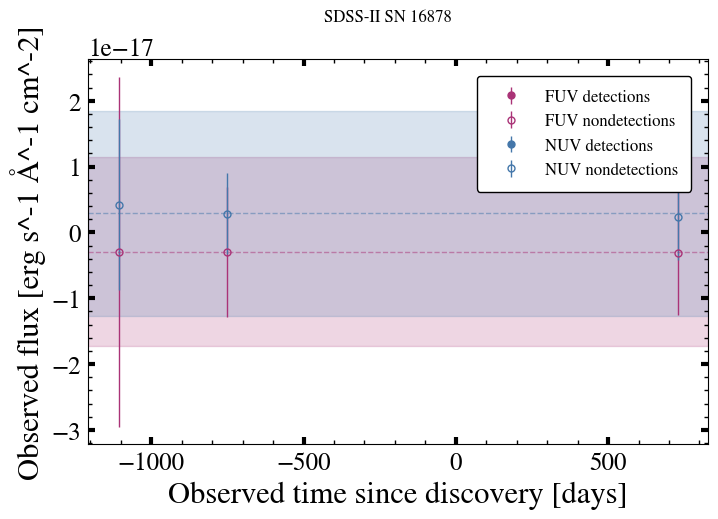 SDSS-II SN 16878
1e−17
Observed flux [erg s^-1 Å^-1 cm^-2]
2
1
0
−1
−2
−3
FUV detections
FUV nondetections
NUV detections
NUV nondetections
−1000 −500 0 500
Observed time since discovery [days]